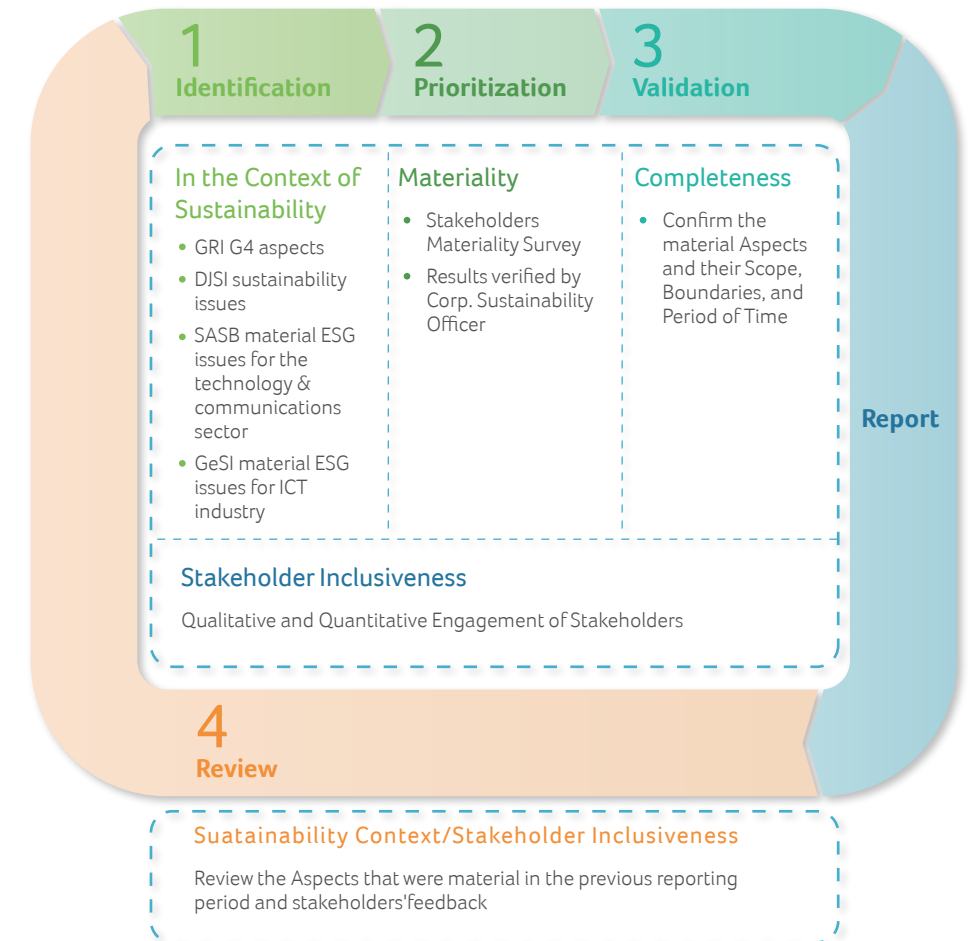 1
Identification
2
Prioritization
3
Validation
In the Context of
Sustainability
• GRI G4 aspects
• DJSI sustainability
issues
• SASB material ESG
issues for the
technology &
communications
sector
• GeSI material ESG
issues for ICT
industry
Materiality
• Stakeholders
Materiality Survey
• Results verified by
Corp. Sustainability
Officer
Completeness
• Confirm the
material Aspects
and their Scope,
Boundaries, and
Period of Time
Report
Stakeholder Inclusiveness
Qualitative and Quantitative Engagement of Stakeholders
4
Review
Suatainability Context/Stakeholder Inclusiveness
Review the Aspects that were material in the previous reporting
period and stakeholders'feedback